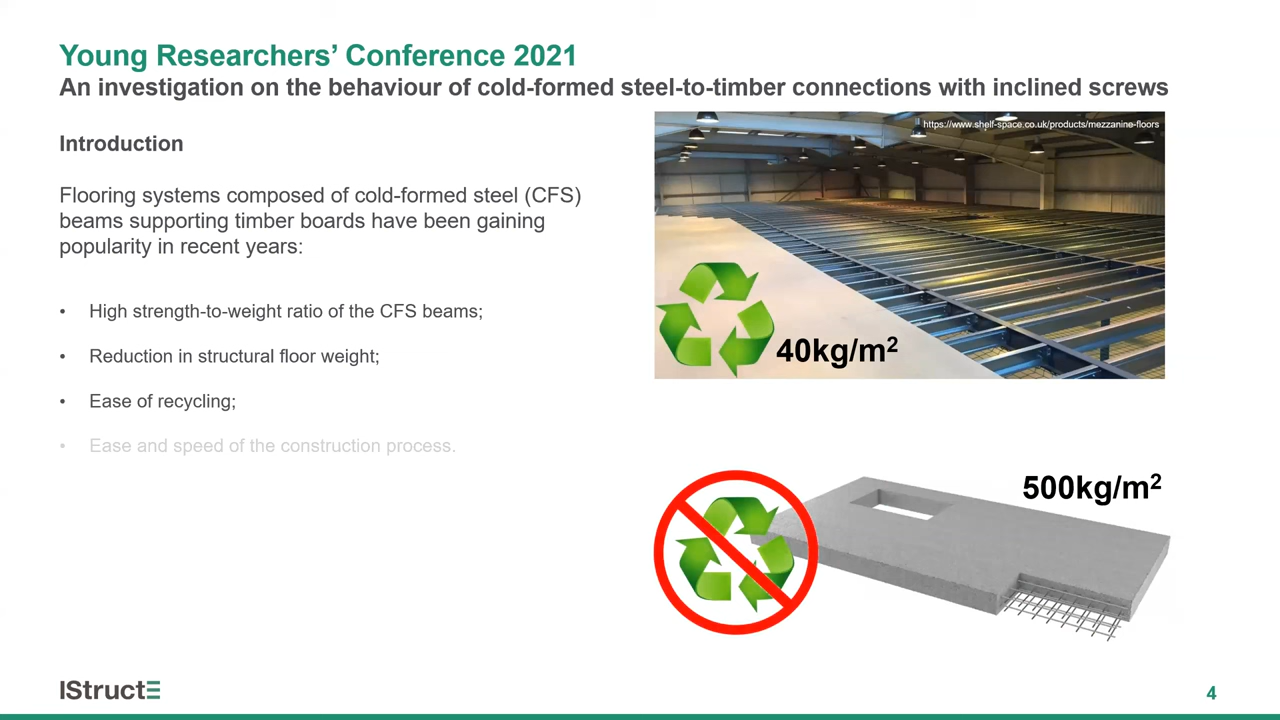 Young Researchers’ Conference 2021
An investigation on the behaviour of cold-formed steel-to-timber connections with inclined screws
https://www.shelf-space.co.uk/products/mezzanine-floors
Introduction
Flooring systems composed of cold-formed steel (CFS)
beams supporting timber boards have been gaining
popularity in recent years:
• High strength-to-weight ratio of the CFS beams;
• Reduction in structural floor weight;
• Ease of recycling;
• Ease and speed of the construction process.
40kg/m²
500kg/m²
IStructE
4